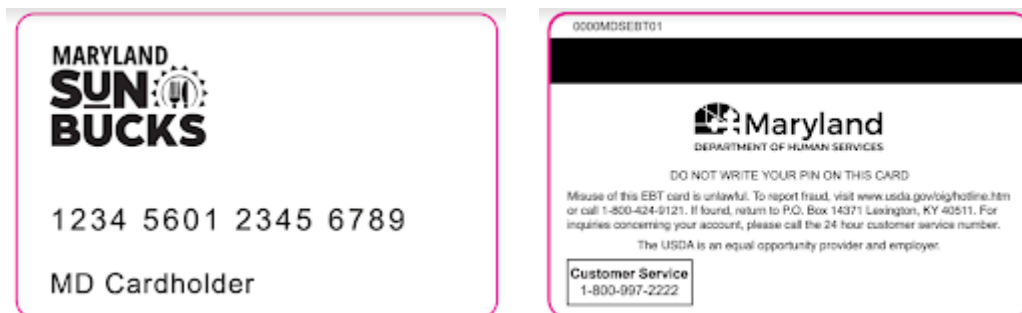 MARYLAND
SUN
BUCKS
1234 5601 2345 6789
MD Cardholder
0000MDSEBT01
Maryland
DEPARTMENT OF HUMAN SERVICES
DO NOT WRITE YOUR PIN ON THIS CARD
Misuse of this EBT card is unlawful. To report fraud, visit www.usda.gov/oig/hotline.htm
or call 1-800-424-9121. If found, return to P.O. Box 14371 Lexington, KY 40511. For
inquiries concerning your account, please call the 24 hour customer service number.
The USDA is an equal opportunity provider and employer.
Customer Service
1-800-997-2222